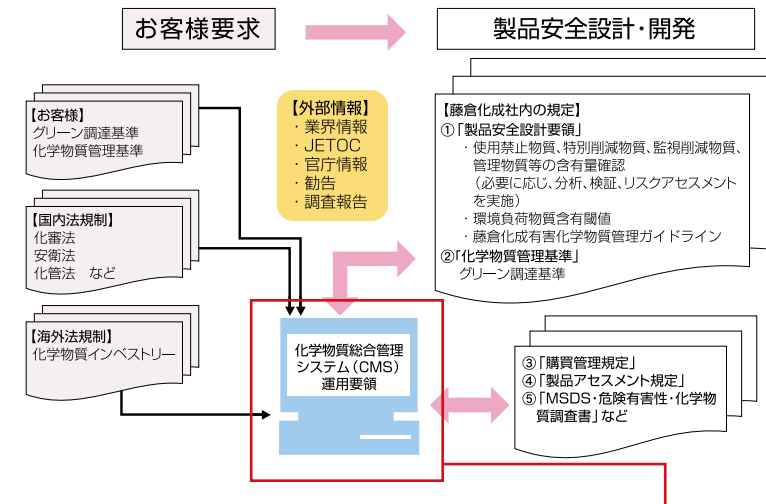 お客様要求
製品安全設計・開発
【お客様】
グリーン調達基準
化学物質管理基準
【国内法規制】
化審法
安衛法
化管法　など
【海外法規制】
化学物質インベストリー
【外部情報】
・業界情報
・JETOC
・官庁情報
・勧告
・調査報告
化学物質総合管理
システム（CMS）
運用要領
【藤倉化成社内の規定】
①「製品安全設計要領」
・使用禁止物質、特別削減物質、監視削減物質、
管理物質等の含有量確認
（必要に応じ、分析、検証、リスクアセスメント
を実施）
・環境負荷物質含有閾値
・藤倉化成有害化学物質管理ガイドライン
②「化学物質管理基準」
グリーン調達基準
③「購買管理規定」
④「製品アセスメント規定」
⑤「MSDS・危険有害性・化学物
質調査書」など